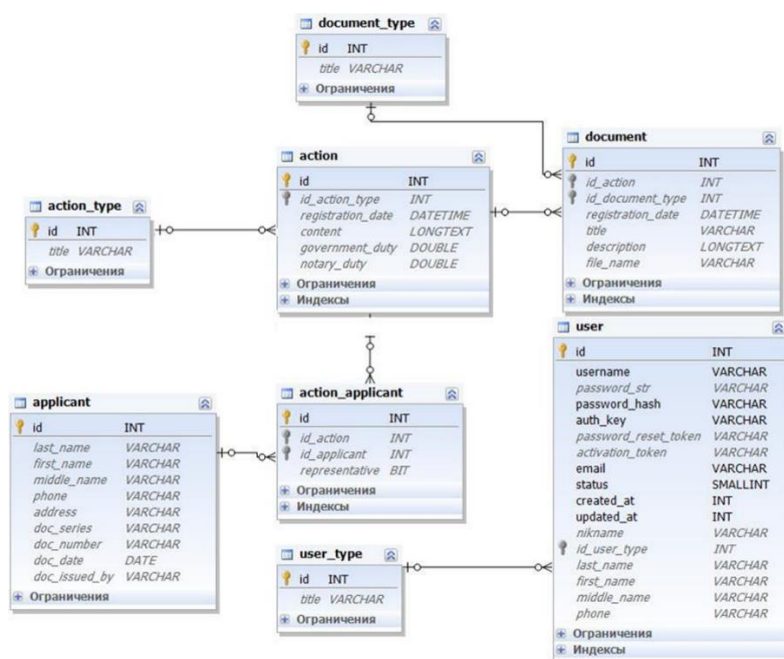 document_type
id INT
title VARCHAR
Ограничения
document
id INT
id_action INT
id_document_type INT
registration_date DATETIME
title VARCHAR
description LONGTEXT
file_name VARCHAR
Ограничения
Индексы
action
id INT
id_action_type INT
registration_date DATETIME
content LONGTEXT
government_duty DOUBLE
notary_duty DOUBLE
Ограничения
Индексы
action_type
id INT
title VARCHAR
Ограничения
user
id INT
username VARCHAR
password_str VARCHAR
password_hash VARCHAR
auth_key VARCHAR
password_reset_token VARCHAR
activation_token VARCHAR
email VARCHAR
status SMALLINT
created_at INT
updated_at INT
nikname VARCHAR
id_user_type INT
last_name VARCHAR
first_name VARCHAR
middle_name VARCHAR
phone VARCHAR
Ограничения
Индексы
applicant
id INT
last_name VARCHAR
first_name VARCHAR
middle_name VARCHAR
phone VARCHAR
address VARCHAR
doc_series VARCHAR
doc_number VARCHAR
doc_date DATE
doc_issued_by VARCHAR
Ограничения
action_applicant
id INT
id_action INT
id_applicant INT
representative BIT
Ограничения
Индексы
user_type
id INT
title VARCHAR
Ограничения